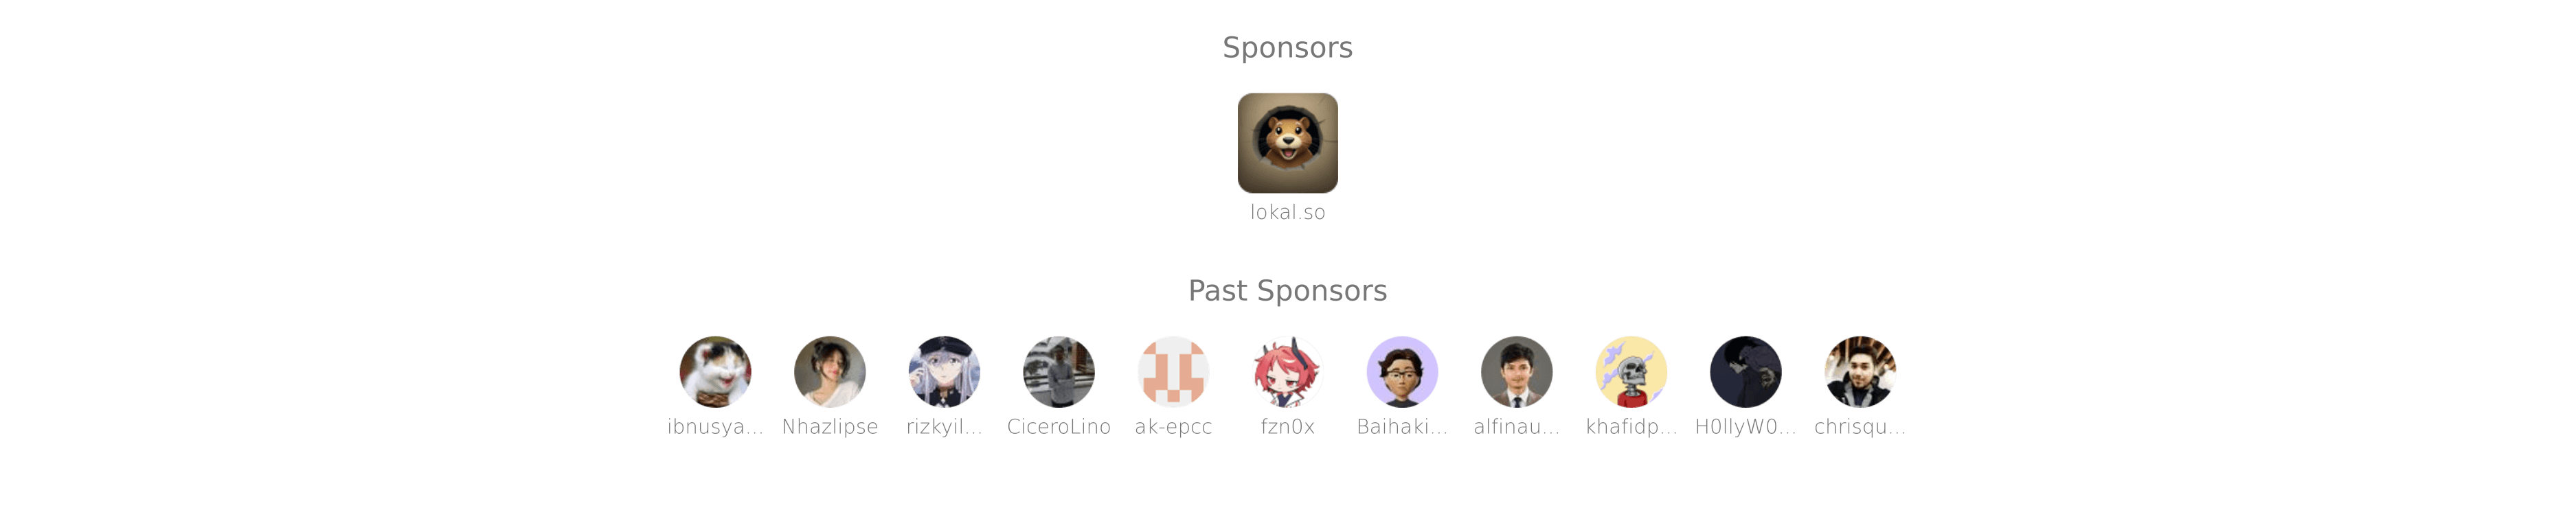 Sponsors
lokal.so
Past Sponsors
ibnusya... Nhazlipse rizkyil... CiceroLino ak-epcc fzn0x Baihaki... alfinau... khafidp... H0llyW0... chrisqu...